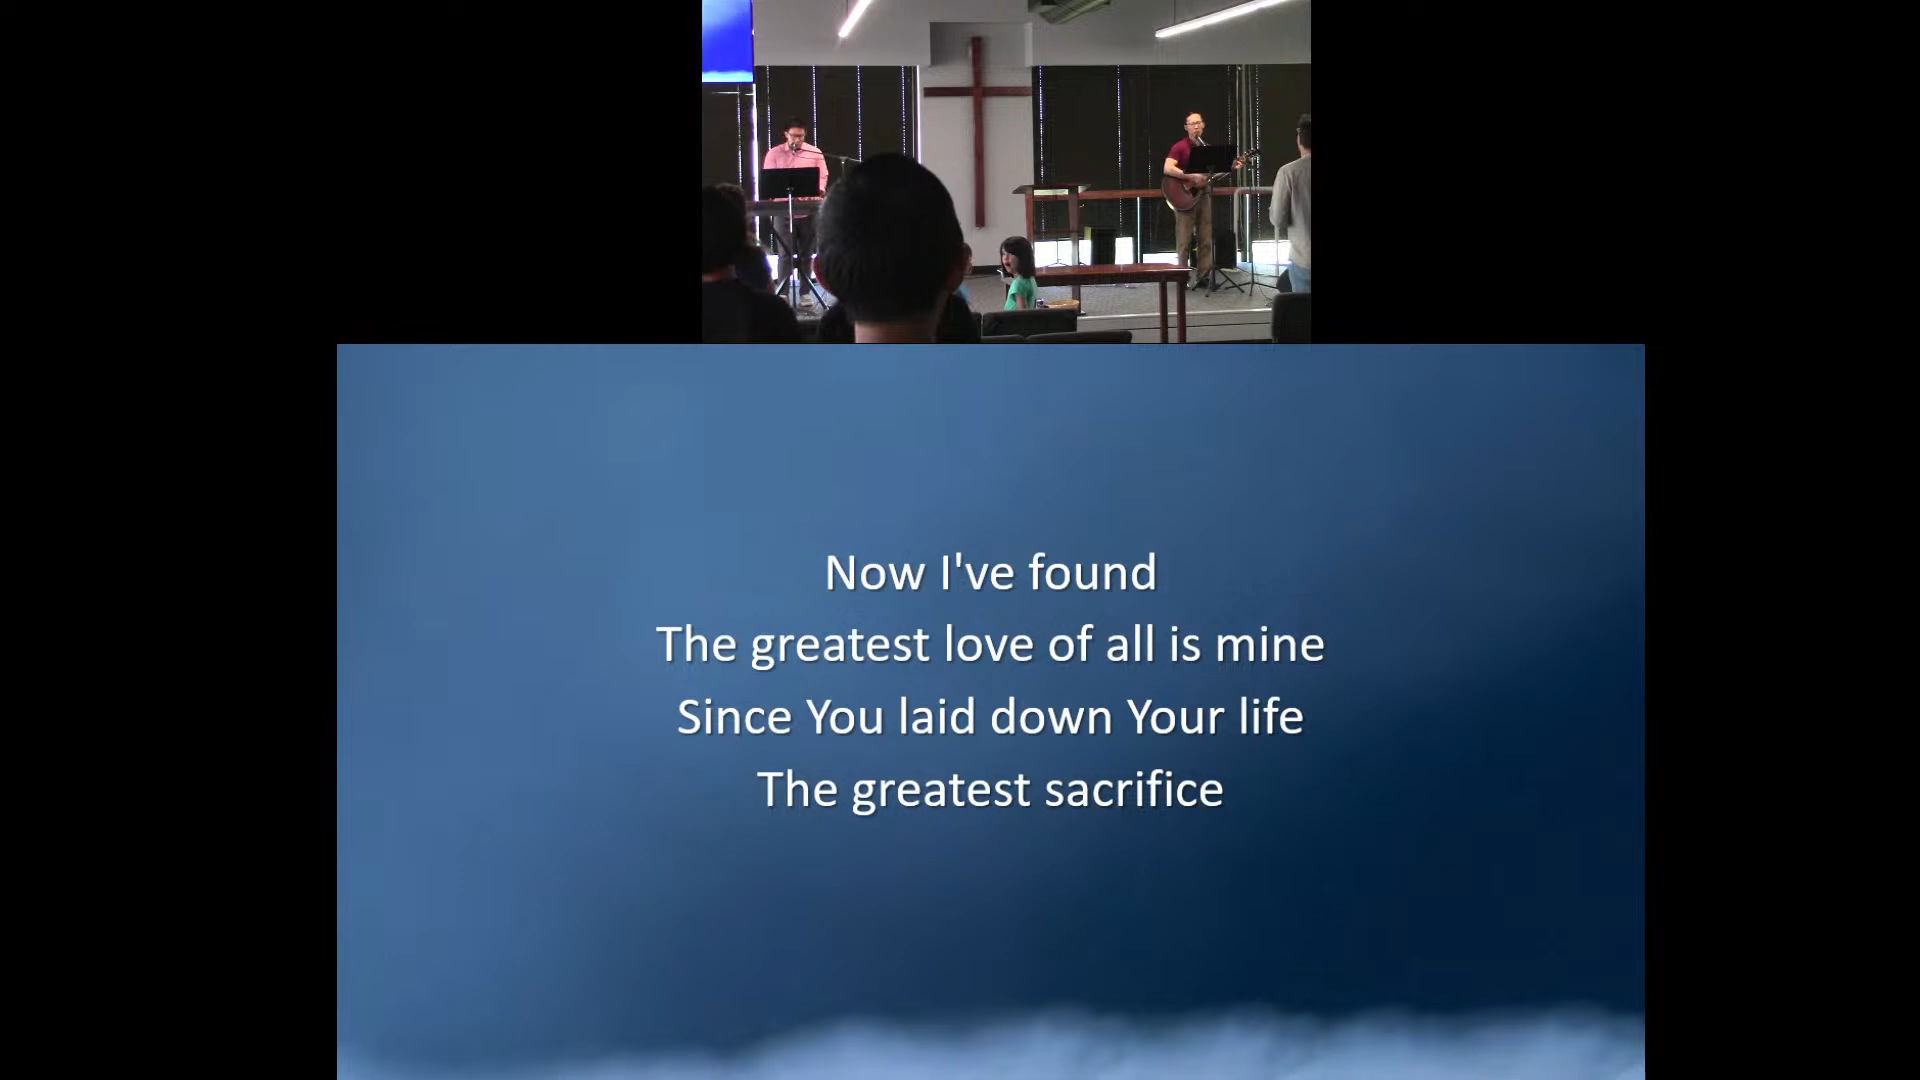 Now I've found
The greatest love of all is mine
Since You laid down Your life
The greatest sacrifice